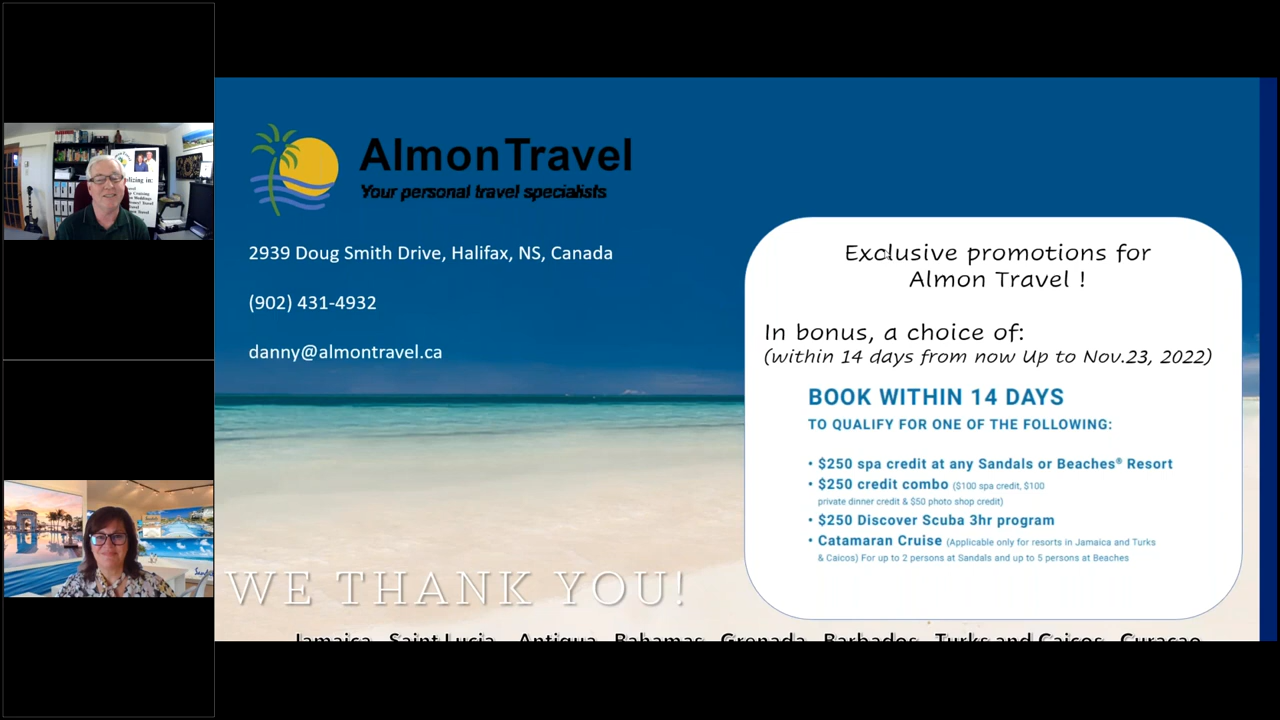 Almon Travel
Your personal travel specialists
2939 Doug Smith Drive, Halifax, NS, Canada
(902) 431-4932
danny@almontravel.ca
WE THANK YOU!
Exclusive promotions for
Almon Travel !
In bonus, a choice of:
(within 14 days from now Up to Nov.23, 2022)
BOOK WITHIN 14 DAYS
TO QUALIFY FOR ONE OF THE FOLLOWING:
• $250 spa credit at any Sandals or Beaches® Resort
• $250 credit combo ($100 spa credit, $100
private dinner credit & $50 photo shop credit)
• $250 Discover Scuba 3hr program
• Catamaran Cruise (Applicable only for resorts in Jamaica and Turks
& Caicos) For up to 2 persons at Sandals and up to 5 persons at Beaches
Jamaica Saint Lucia Antigua Bahamas Grenada Barbados Turks and Caicos Curacao